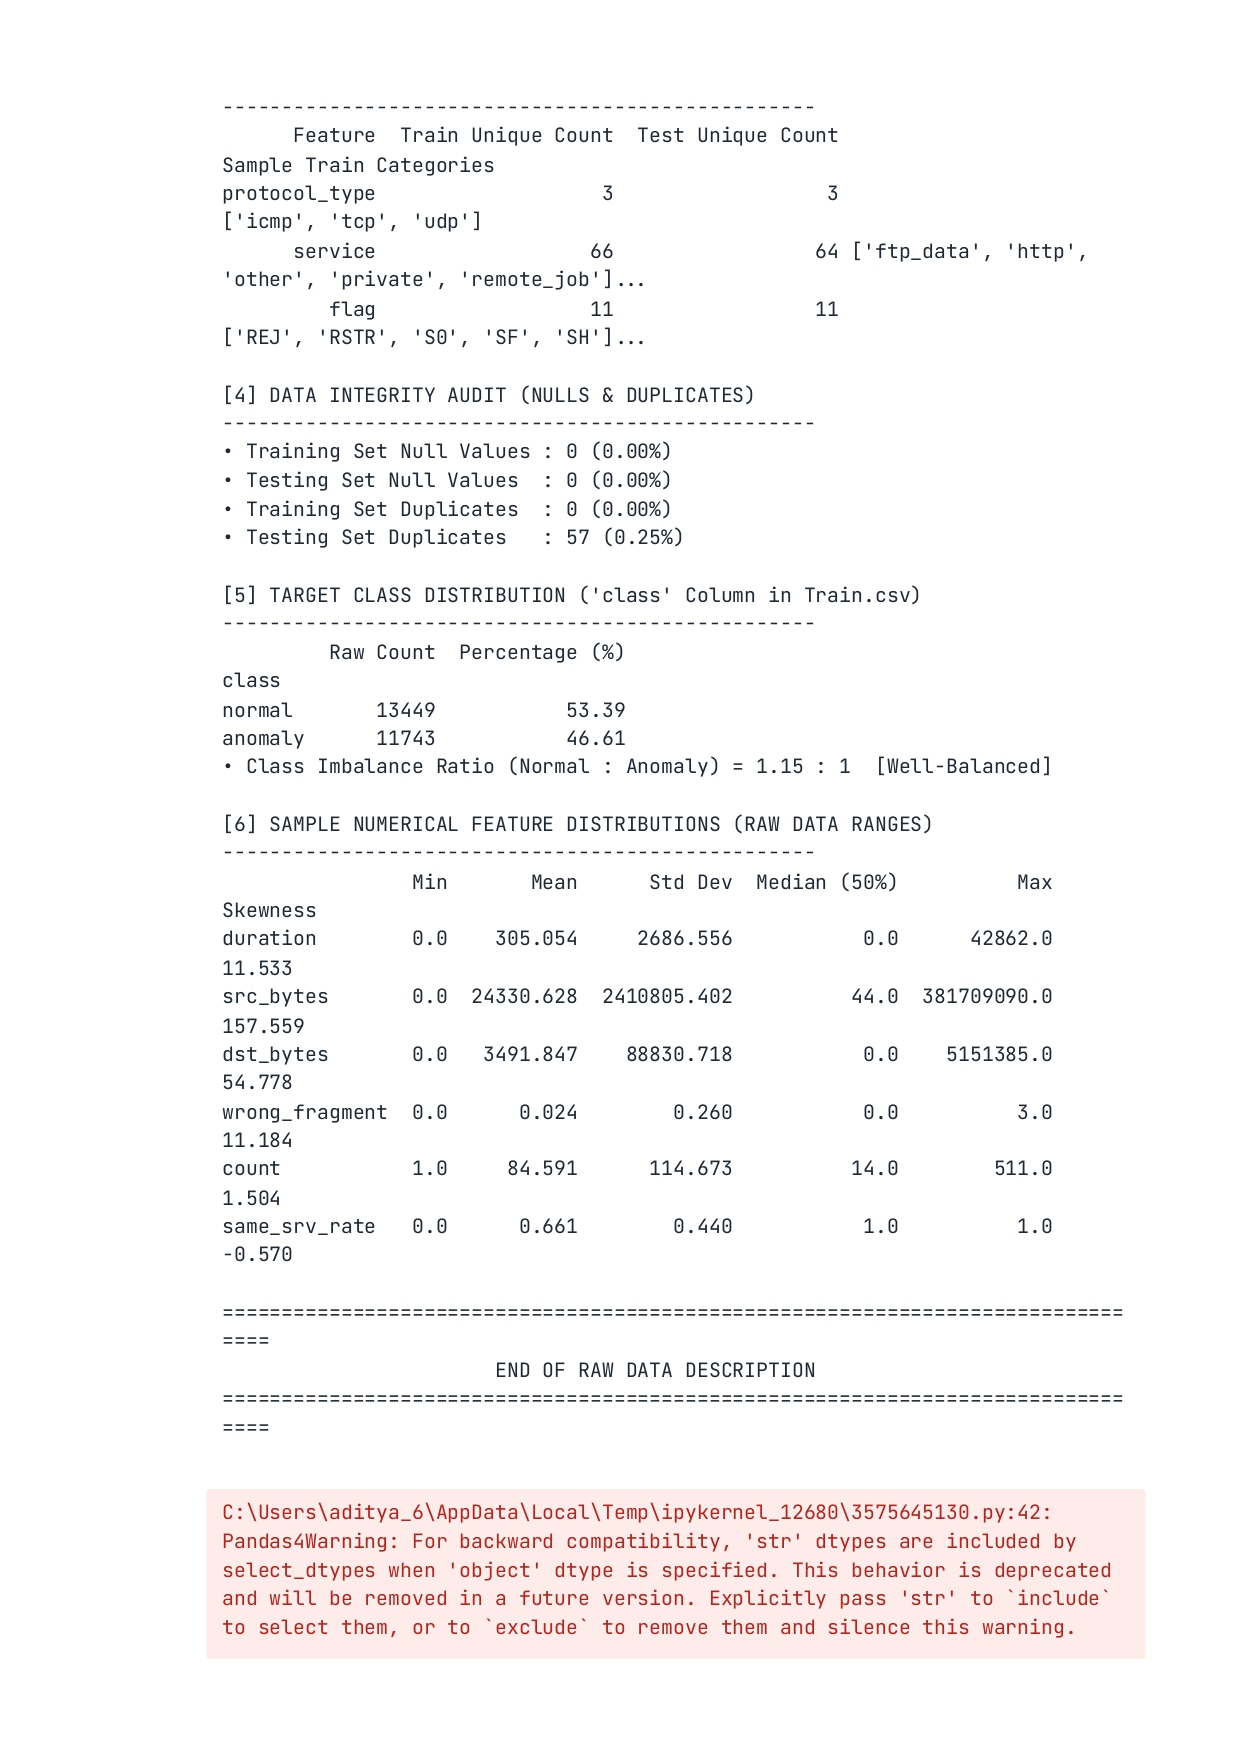 --------------------------------------------------
      Feature  Train Unique Count  Test Unique Count
Sample Train Categories
protocol_type                   3                  3
['icmp', 'tcp', 'udp']
      service                  66                 64 ['ftp_data', 'http',
'other', 'private', 'remote_job']...
         flag                  11                 11
['REJ', 'RSTR', 'S0', 'SF', 'SH']...

[4] DATA INTEGRITY AUDIT (NULLS & DUPLICATES)
--------------------------------------------------
• Training Set Null Values : 0 (0.00%)
• Testing Set Null Values  : 0 (0.00%)
• Training Set Duplicates  : 0 (0.00%)
• Testing Set Duplicates   : 57 (0.25%)

[5] TARGET CLASS DISTRIBUTION ('class' Column in Train.csv)
--------------------------------------------------
         Raw Count  Percentage (%)
class
normal       13449           53.39
anomaly      11743           46.61
• Class Imbalance Ratio (Normal : Anomaly) = 1.15 : 1  [Well-Balanced]

[6] SAMPLE NUMERICAL FEATURE DISTRIBUTIONS (RAW DATA RANGES)
--------------------------------------------------
                Min       Mean      Std Dev  Median (50%)          Max
Skewness
duration        0.0    305.054     2686.556           0.0      42862.0
11.533
src_bytes       0.0  24330.628  2410805.402          44.0  381709090.0
157.559
dst_bytes       0.0   3491.847    88830.718           0.0    5151385.0
54.778
wrong_fragment  0.0      0.024        0.260           0.0          3.0
11.184
count           1.0     84.591      114.673          14.0        511.0
1.504
same_srv_rate   0.0      0.661        0.440           1.0          1.0
-0.570

============================================================================
====
                       END OF RAW DATA DESCRIPTION
============================================================================
====

C:\Users\aditya_6\AppData\Local\Temp\ipykernel_12680\3575645130.py:42:
Pandas4Warning: For backward compatibility, 'str' dtypes are included by
select_dtypes when 'object' dtype is specified. This behavior is deprecated
and will be removed in a future version. Explicitly pass 'str' to `include`
to select them, or to `exclude` to remove them and silence this warning.